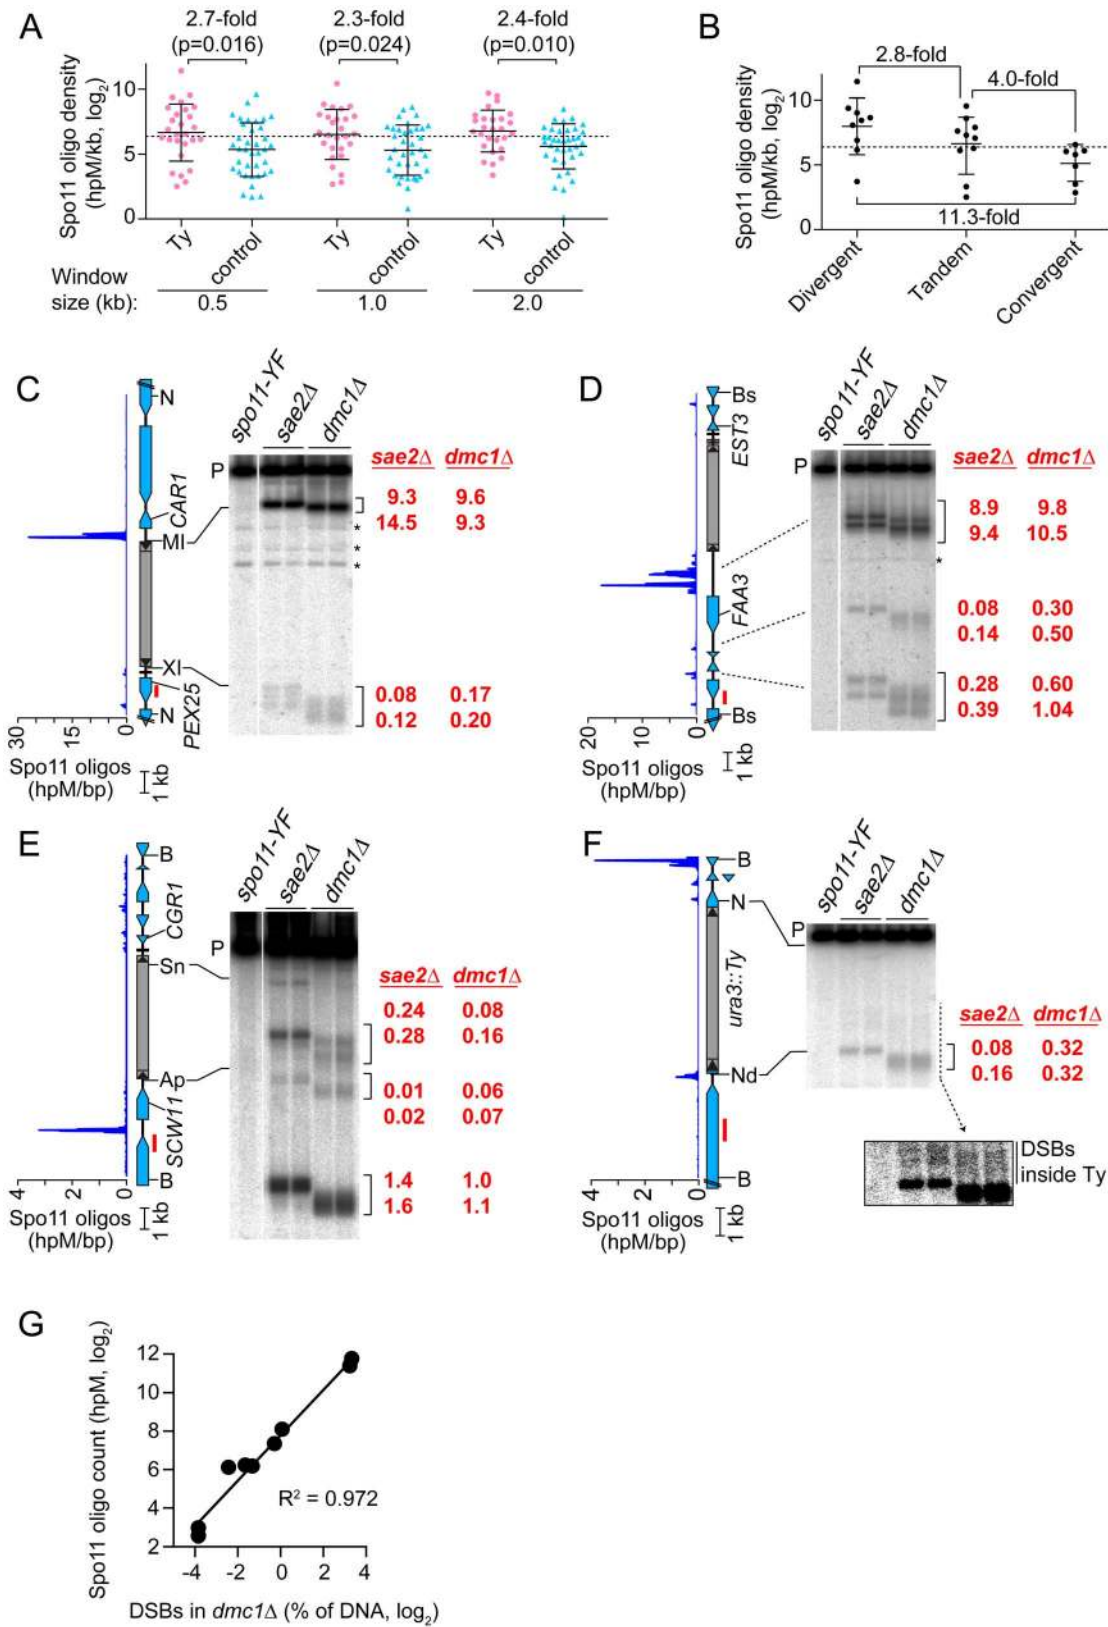 A
2.7-fold
(p=0.016)
2.3-fold
(p=0.024)
2.4-fold
(p=0.010)
Spo11 oligo density
(hpM/kb, log2)
10
5
0
Ty
control
Ty
control
Ty
control
Window
size (kb):
0.5
1.0
2.0
B
2.8-fold
4.0-fold
11.3-fold
Spo11 oligo density
(hpM/kb, log2)
10
5
0
Divergent
Tandem
Convergent
C
N
CAR1
MI
XI
PEX25
N
30
15
0
Spo11 oligos
(hpM/bp)
1 kb
spo11-YF
sae2Δ
dmc1Δ
P
*
*
*
sae2Δ dmc1Δ
9.3 9.6
14.5 9.3
0.08 0.17
0.12 0.20
D
Bs
EST3
FAA3
Bs
20
10
0
Spo11 oligos
(hpM/bp)
1 kb
spo11-YF
sae2Δ
dmc1Δ
P
*
sae2Δ dmc1Δ
8.9 9.8
9.4 10.5
0.08 0.30
0.14 0.50
0.28 0.60
0.39 1.04
E
B
CGR1
Sn
Ap
SCW11
B
4
2
0
Spo11 oligos
(hpM/bp)
1 kb
spo11-YF
sae2Δ
dmc1Δ
P
sae2Δ dmc1Δ
0.24 0.08
0.28 0.16
0.01 0.06
0.02 0.07
1.4 1.0
1.6 1.1
F
B
N
ura3::Ty
Nd
B
4
2
0
Spo11 oligos
(hpM/bp)
1 kb
spo11-YF
sae2Δ
dmc1Δ
P
sae2Δ dmc1Δ
0.08 0.32
0.16 0.32
DSBs
inside Ty
G
Spo11 oligo count (hpM, log2)
12
10
8
6
4
2
R2 = 0.972
-4 -2 0 2 4
DSBs in dmc1Δ (% of DNA, log2)